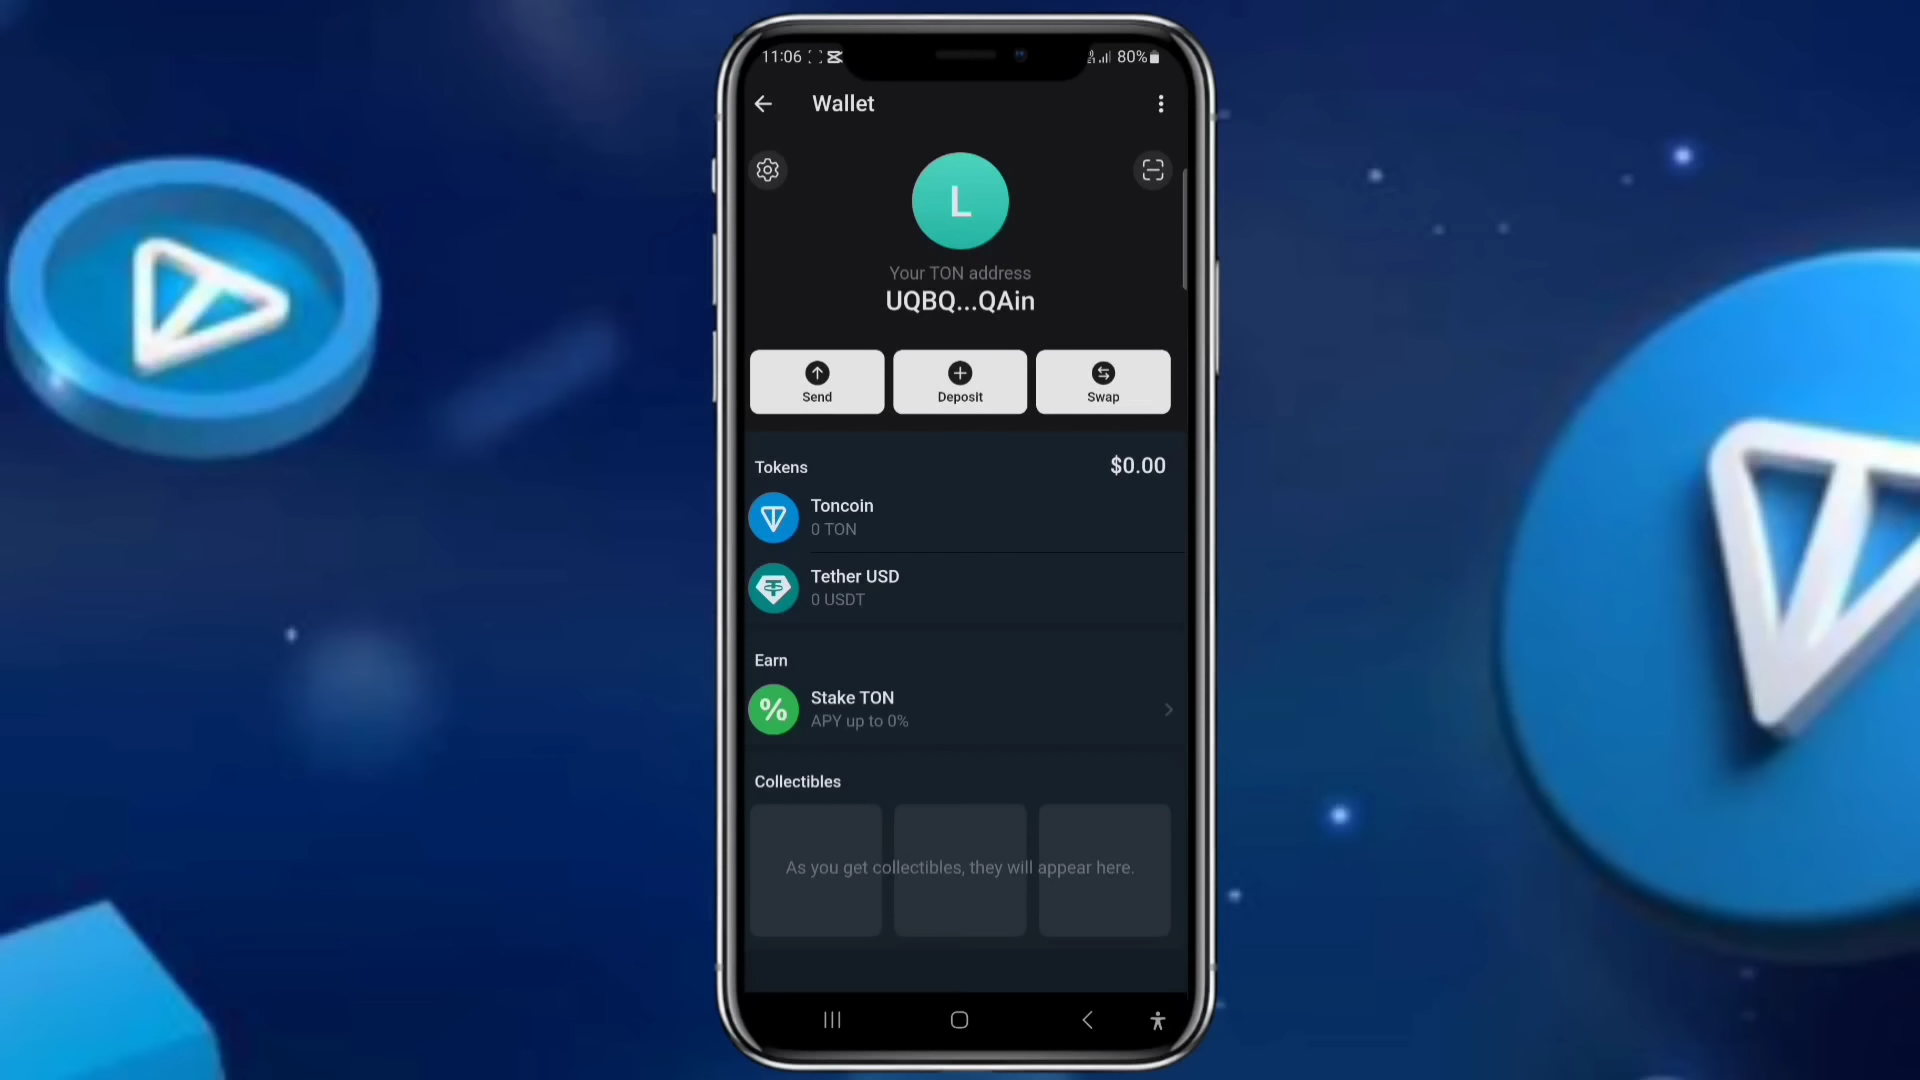 11:06
80%
Wallet
L
Your TON address
UQBQ...QAin
Send
Deposit
Swap
Tokens
$0.00
Toncoin
0 TON
Tether USD
0 USDT
Earn
%
Stake TON
APY up to 0%
Collectibles
As you get collectibles, they will appear here.